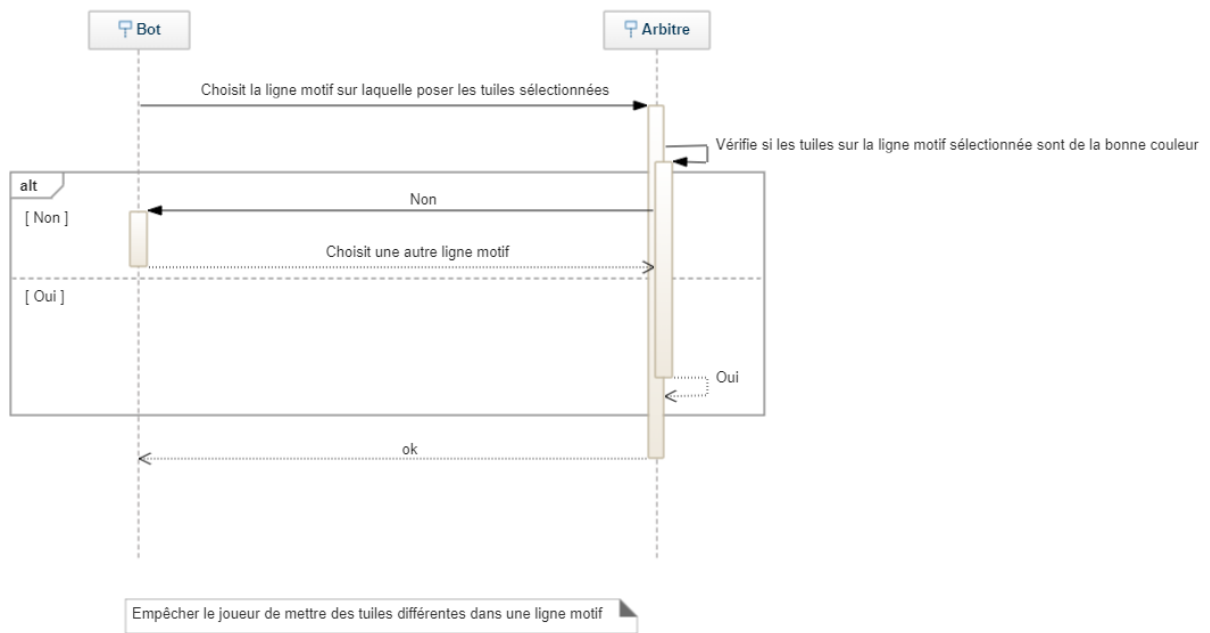 Bot
Arbitre
Choisit la ligne motif sur laquelle poser les tuiles sélectionnées
Vérifie si les tuiles sur la ligne motif sélectionnée sont de la bonne couleur
alt
[ Non ]
Non
Choisit une autre ligne motif
[ Oui ]
Oui
ok
Empêcher le joueur de mettre des tuiles différentes dans une ligne motif